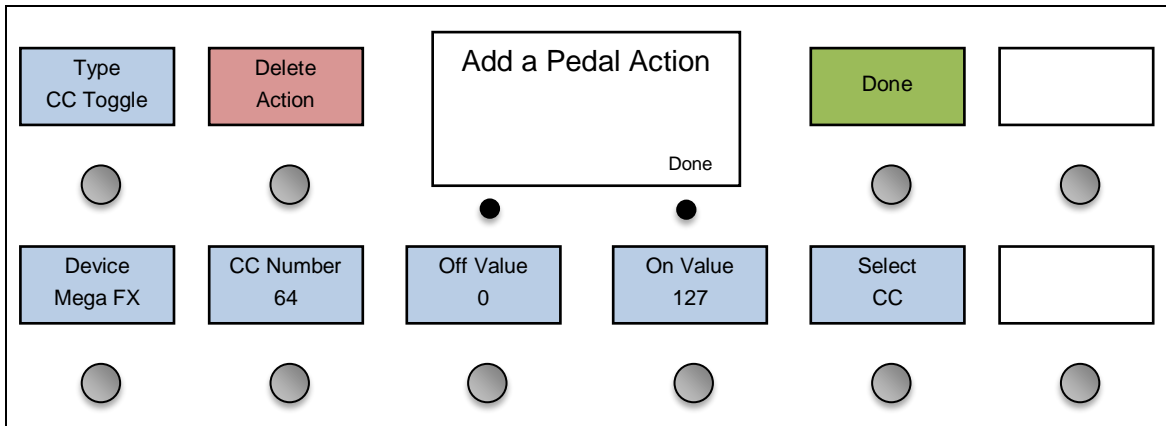 Type
CC Toggle
Delete
Action
Add a Pedal Action
Done
Done
Device
Mega FX
CC Number
64
Off Value
0
On Value
127
Select
CC